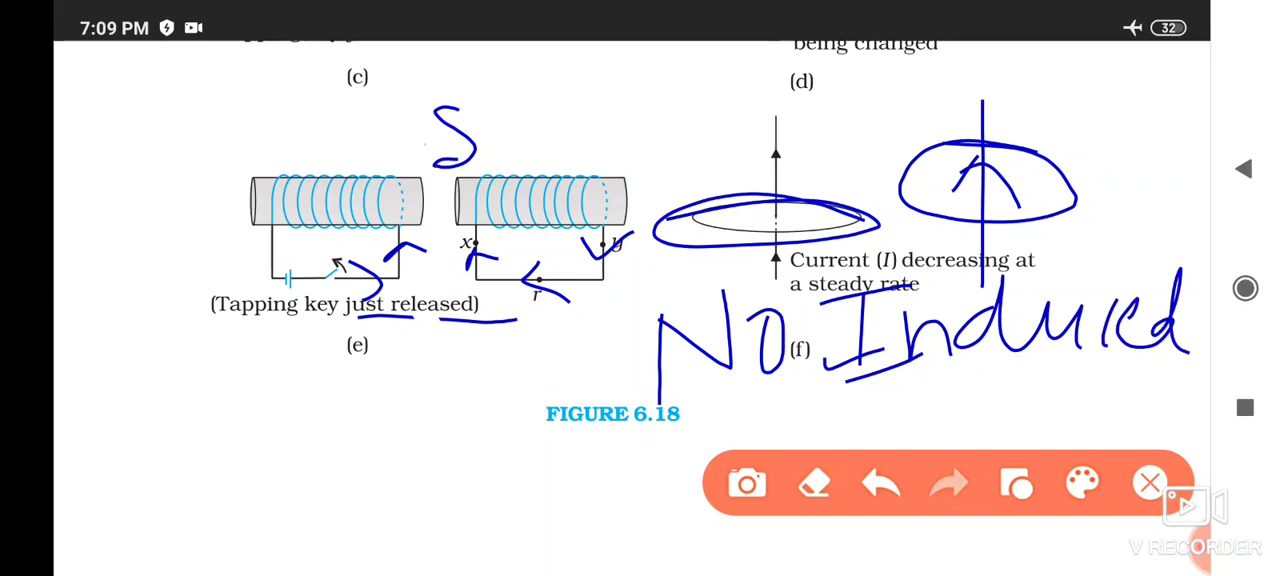 7:09 PM 32
being changed
(c)
(d)
S
x y
r
Current (I) decreasing at
a steady rate
(Tapping key just released)
No Induced
(e)
(f)
FIGURE 6.18
V RECORDER